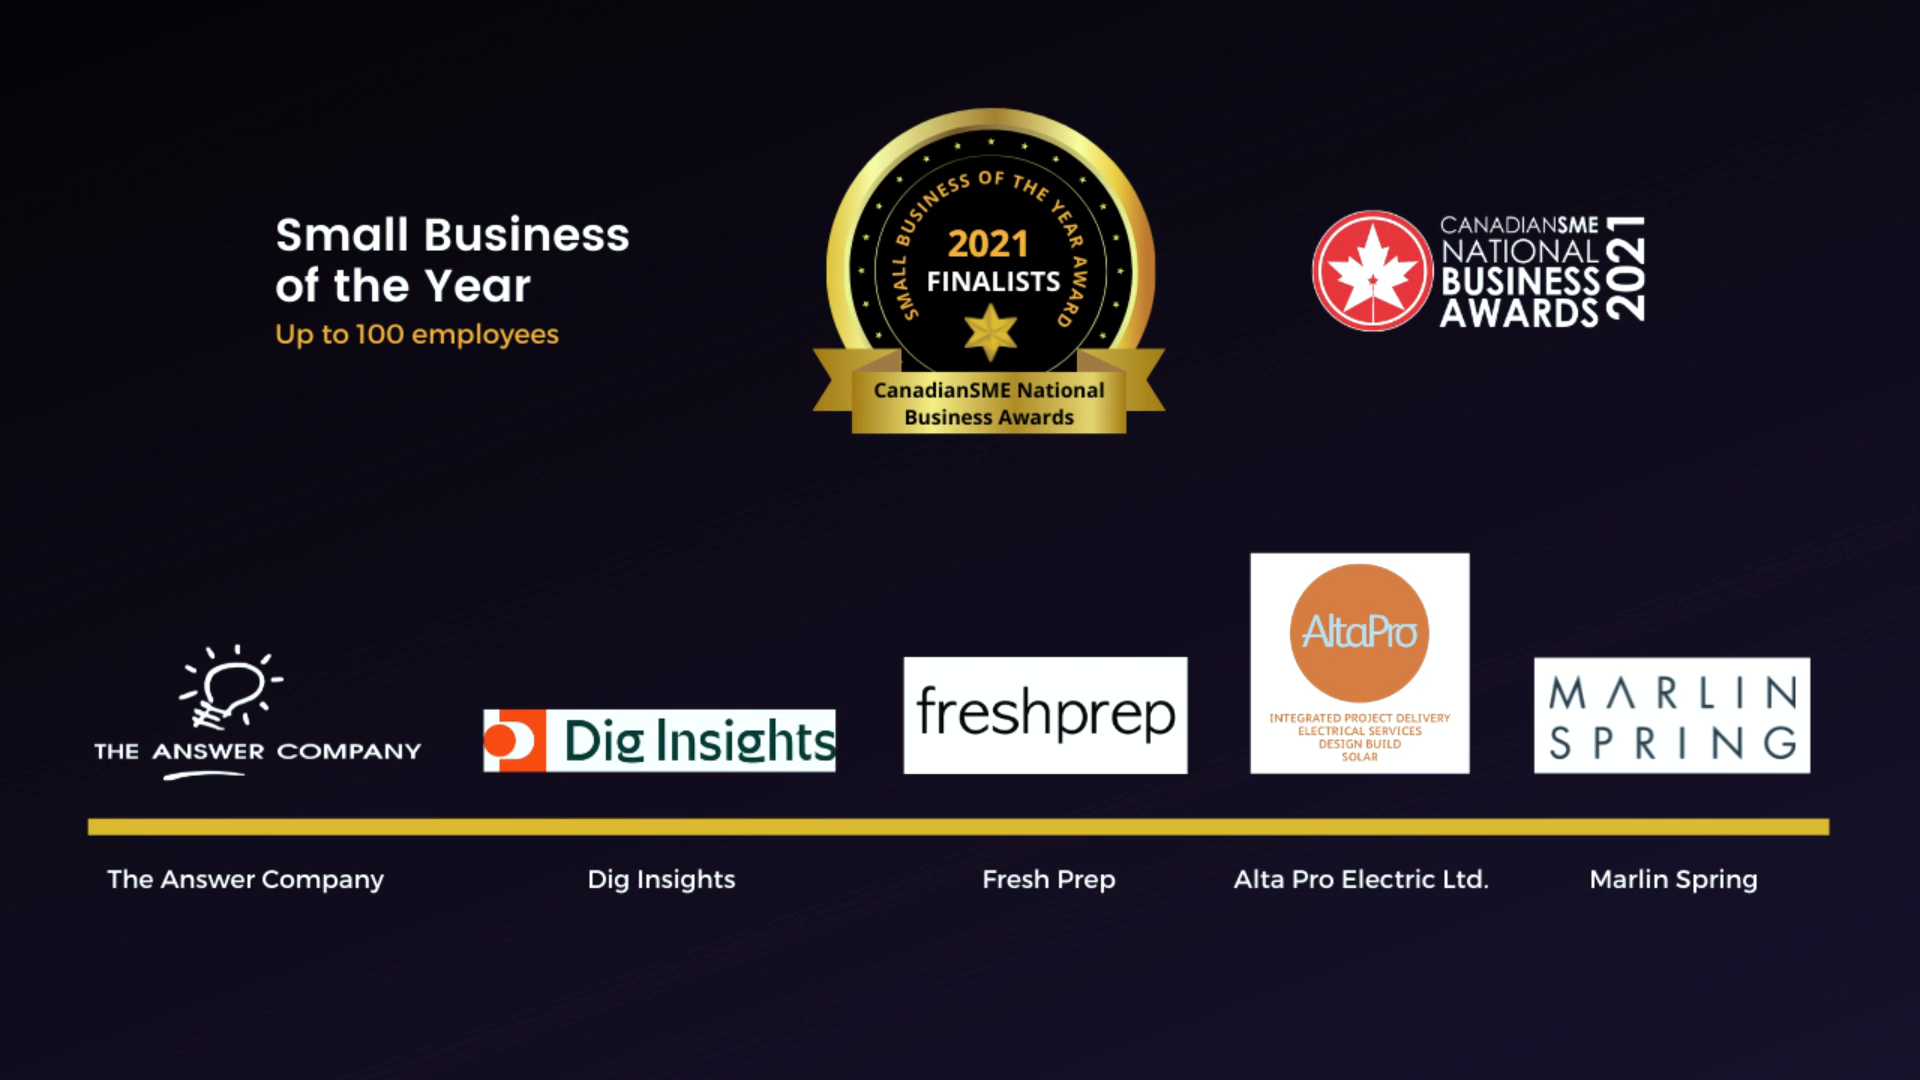 Small Business
of the Year
Up to 100 employees
SMALL BUSINESS OF THE YEAR AWARD
2021
FINALISTS
CanadianSME National
Business Awards
CANADIANSME
NATIONAL
BUSINESS
AWARDS
2021
THE ANSWER COMPANY
Dig Insights
freshprep
AltaPro
INTEGRATED PROJECT DELIVERY
ELECTRICAL SERVICES
DESIGN BUILD
SOLAR
MARLIN
SPRING
The Answer Company
Dig Insights
Fresh Prep
Alta Pro Electric Ltd.
Marlin Spring